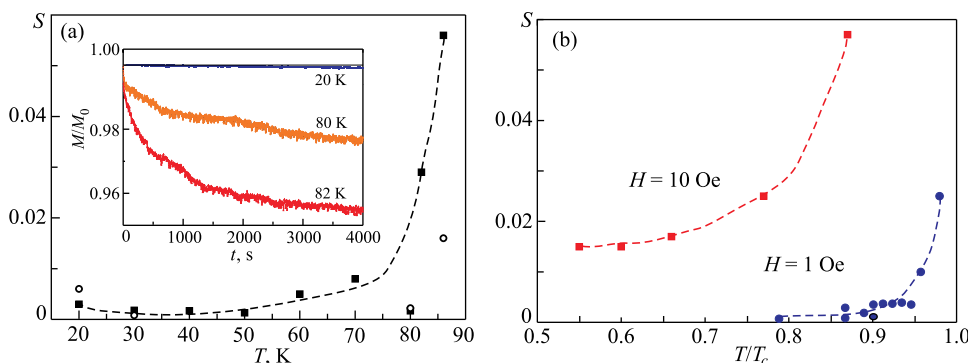 S
(a)
1.00
0.98
0.96
M/M0
20 K
80 K
82 K
0 1000 2000 3000 4000
t, s
0.04
0.02
0
20 30 40 50 60 70 80 90
T, K
S
(b)
H = 10 Oe
H = 1 Oe
0.04
0.02
0
0.5 0.6 0.7 0.8 0.9 1.0
T/Tc